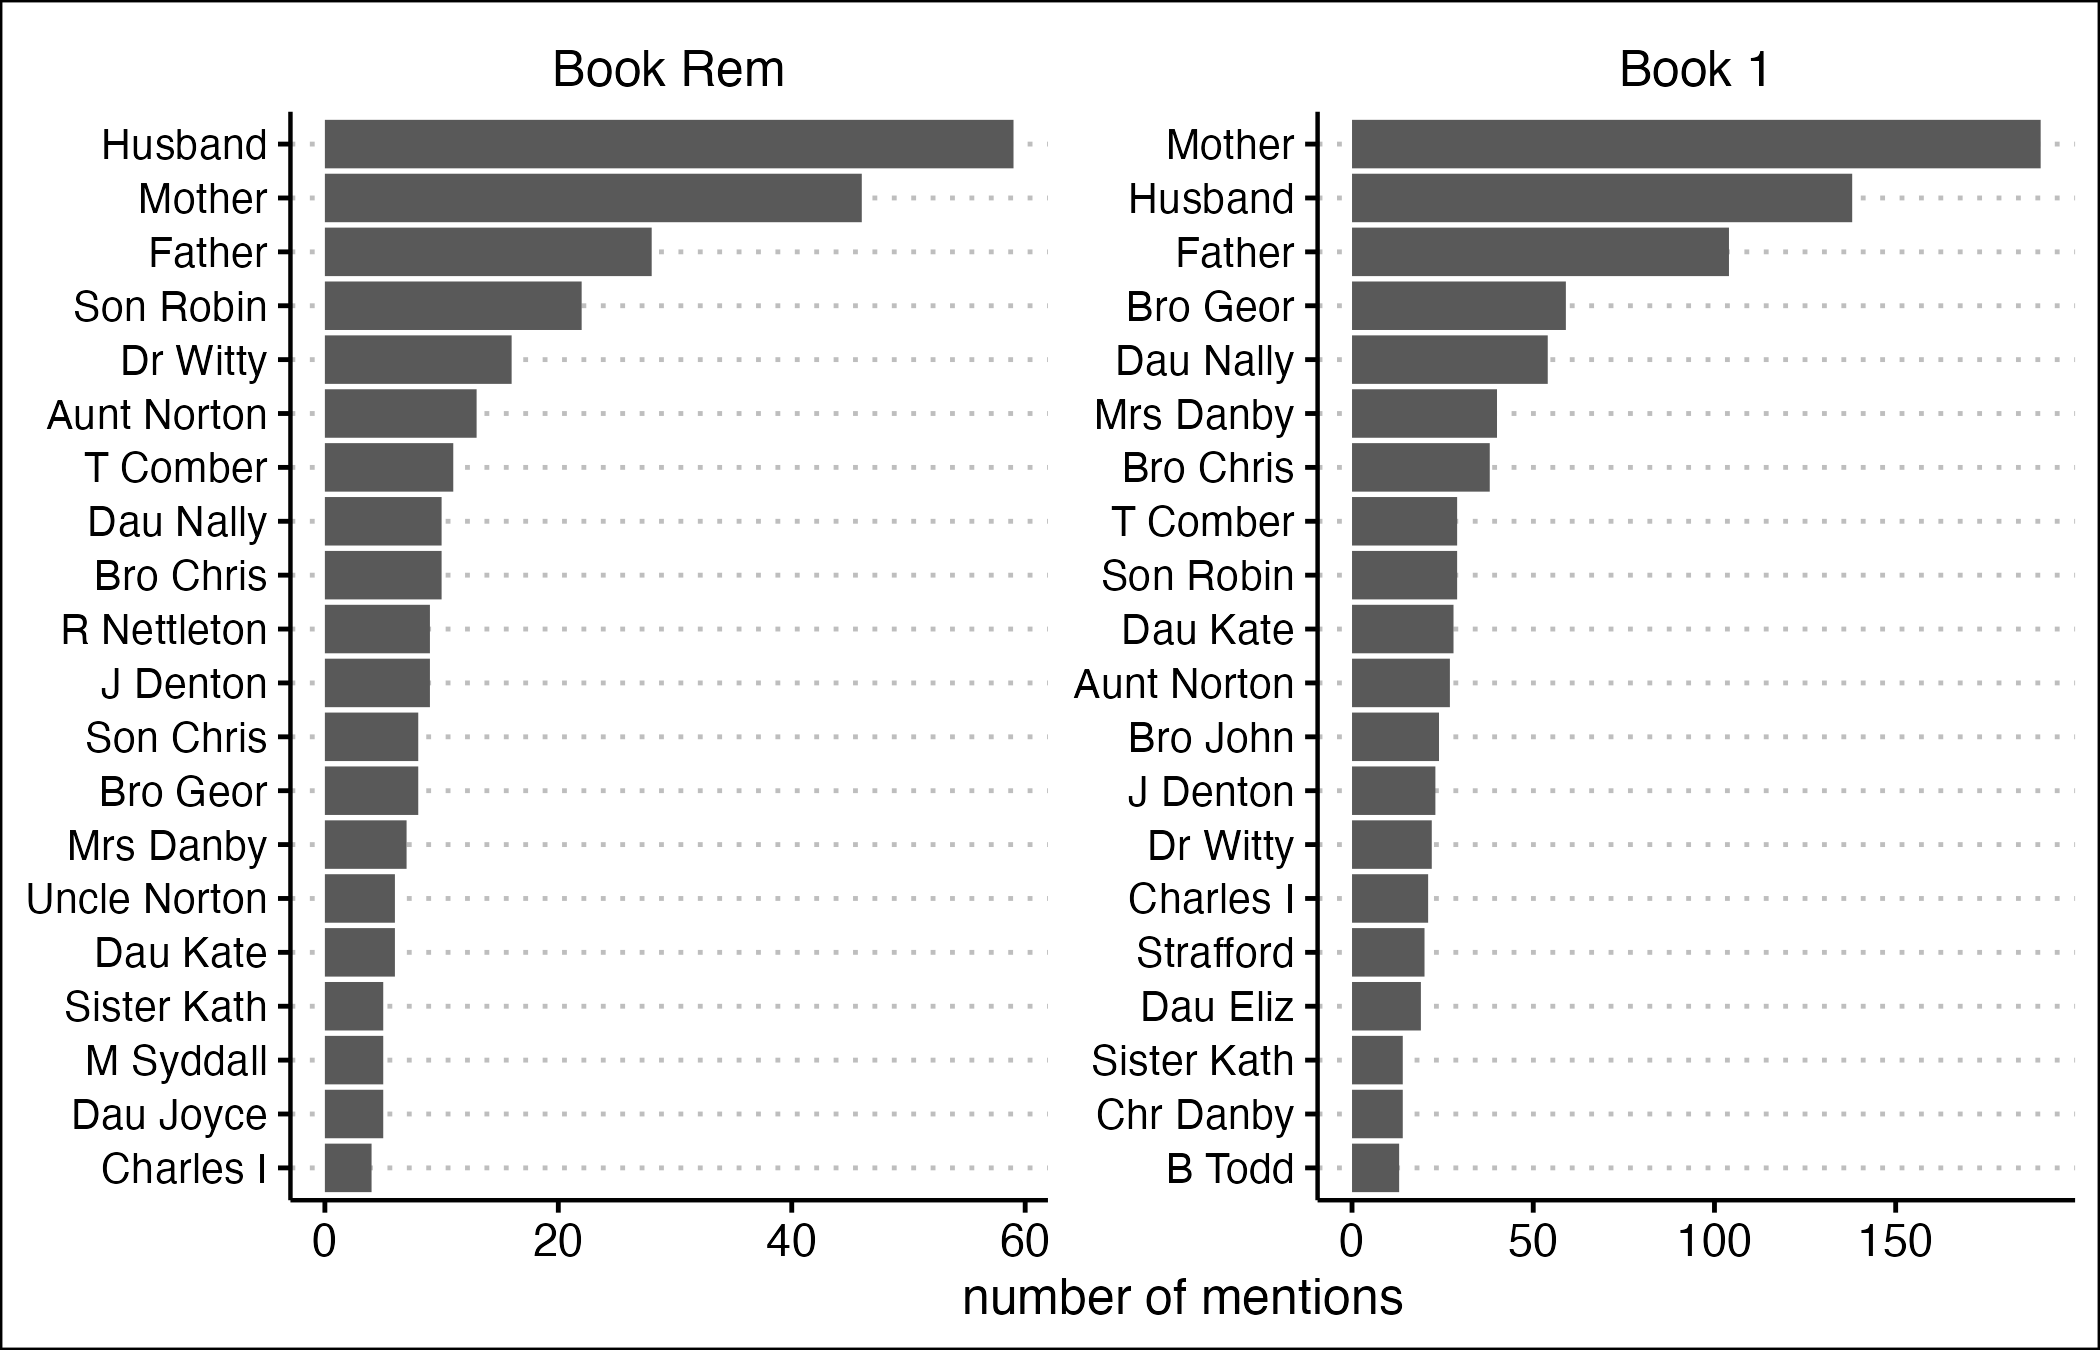 Book Rem
Husband
Mother
Father
Son Robin
Dr Witty
Aunt Norton
T Comber
Dau Nally
Bro Chris
R Nettleton
J Denton
Son Chris
Bro Geor
Mrs Danby
Uncle Norton
Dau Kate
Sister Kath
M Syddall
Dau Joyce
Charles I
0 20 40 60
Book 1
Mother
Husband
Father
Bro Geor
Dau Nally
Mrs Danby
Bro Chris
T Comber
Son Robin
Dau Kate
Aunt Norton
Bro John
J Denton
Dr Witty
Charles I
Strafford
Dau Eliz
Sister Kath
Chr Danby
B Todd
0 50 100 150
number of mentions